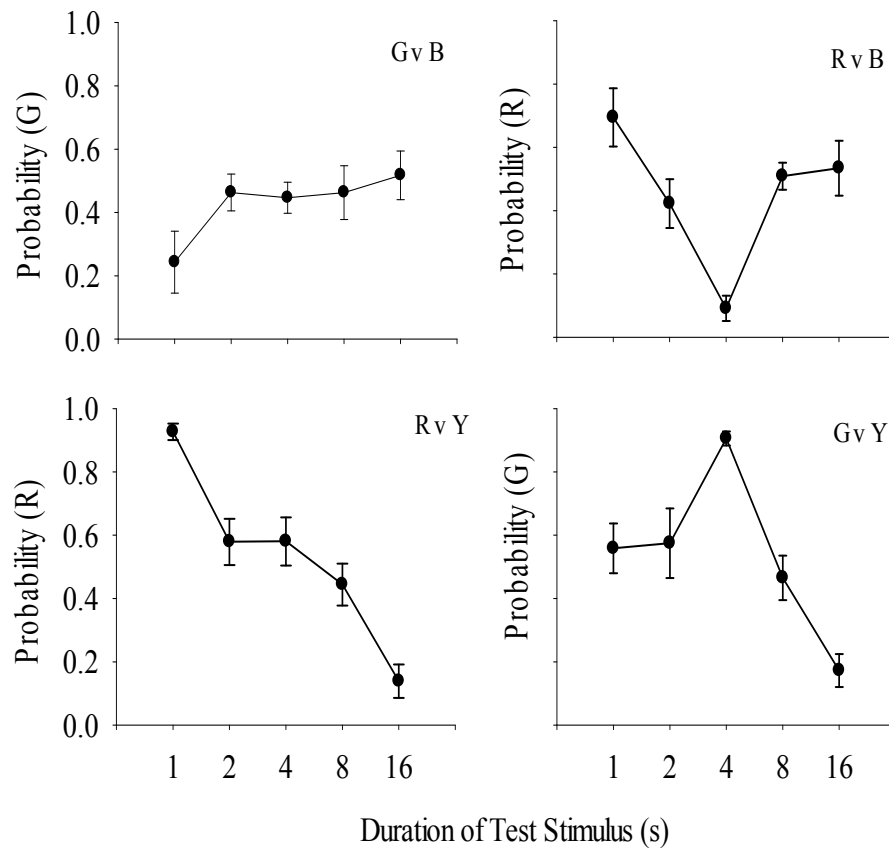 1.0
0.8
0.6
0.4
0.2
0.0
Probability (G)
G v B
Probability (R)
R v B
1.0
0.8
0.6
0.4
0.2
0.0
Probability (R)
R v Y
1 2 4 8 16
Probability (G)
G v Y
1 2 4 8 16
Duration of Test Stimulus (s)